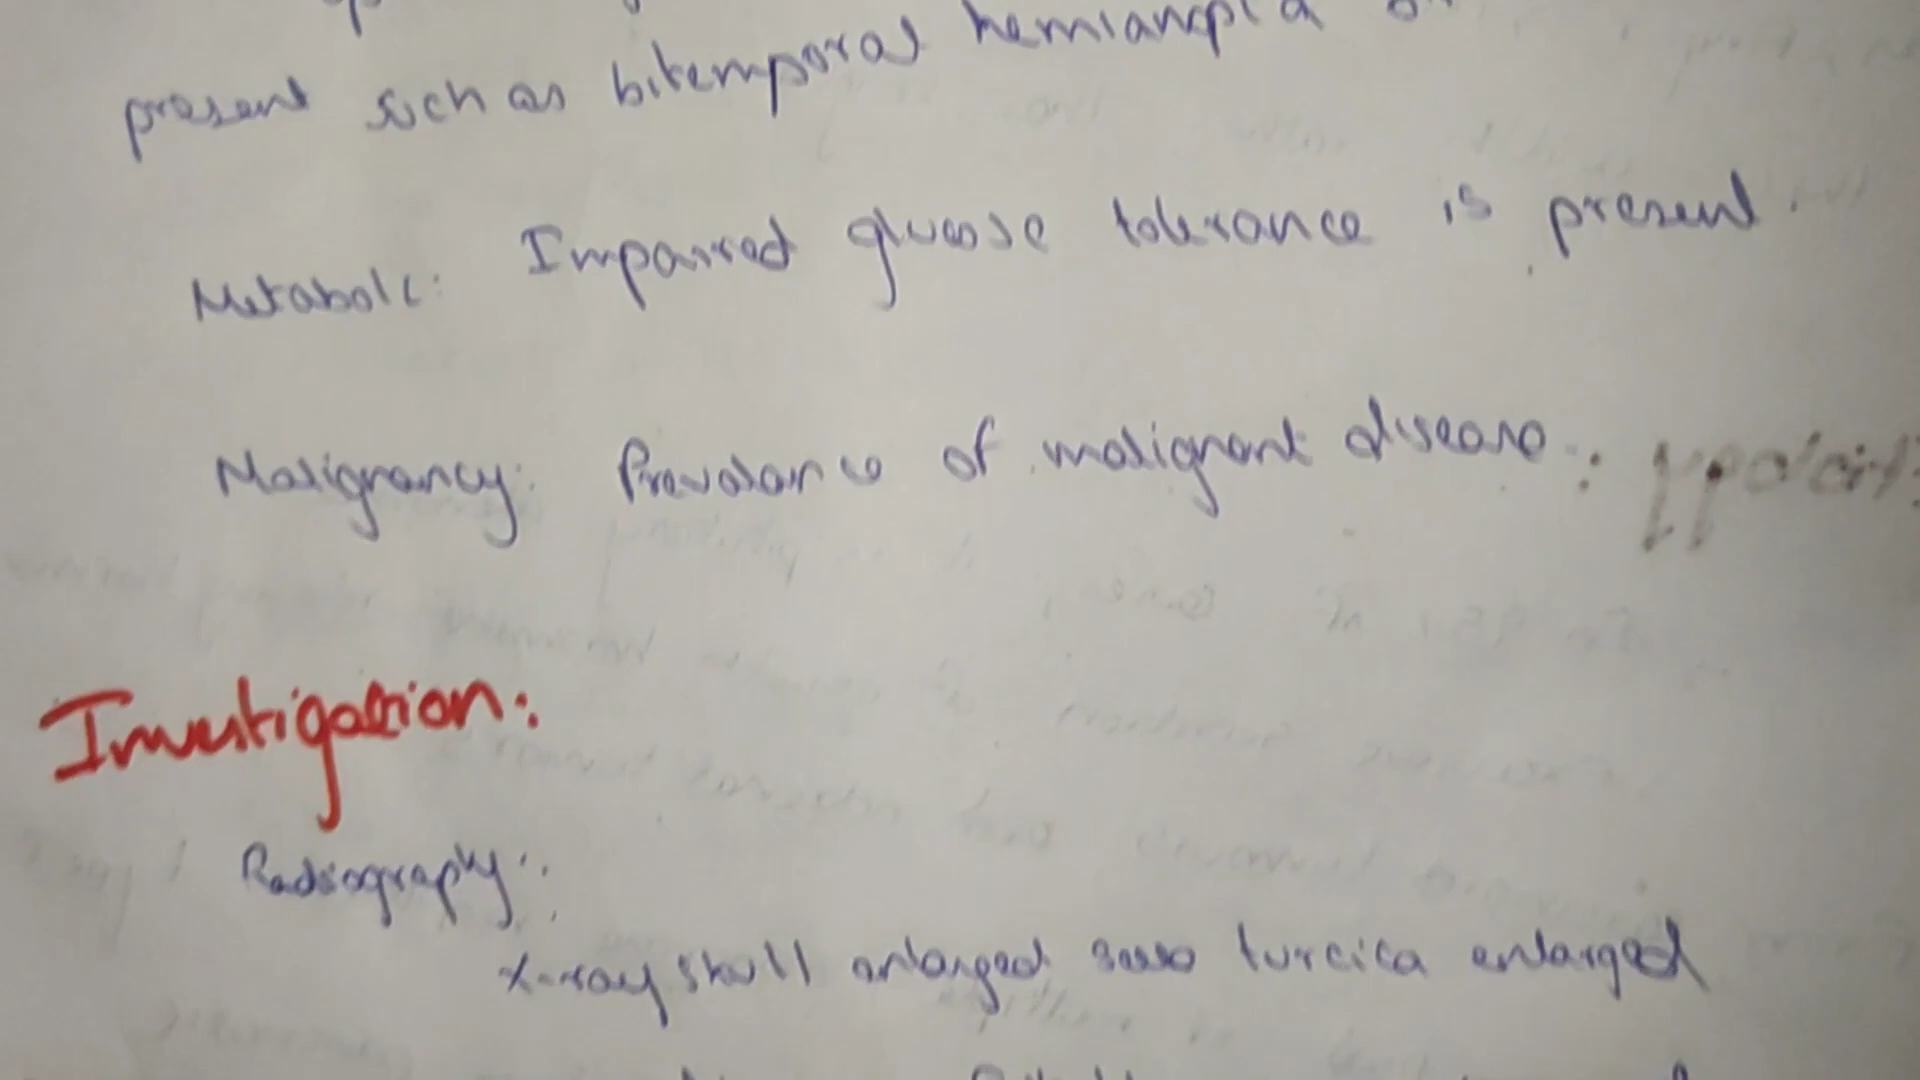 present such as bitemporal hemianopia
Metabolic: Impaired glucose tolerance is present.
Malignancy: Prevalance of malignant disease.
Investigation:
Radiography:
X-ray skull enlarged sella turcica enlarged